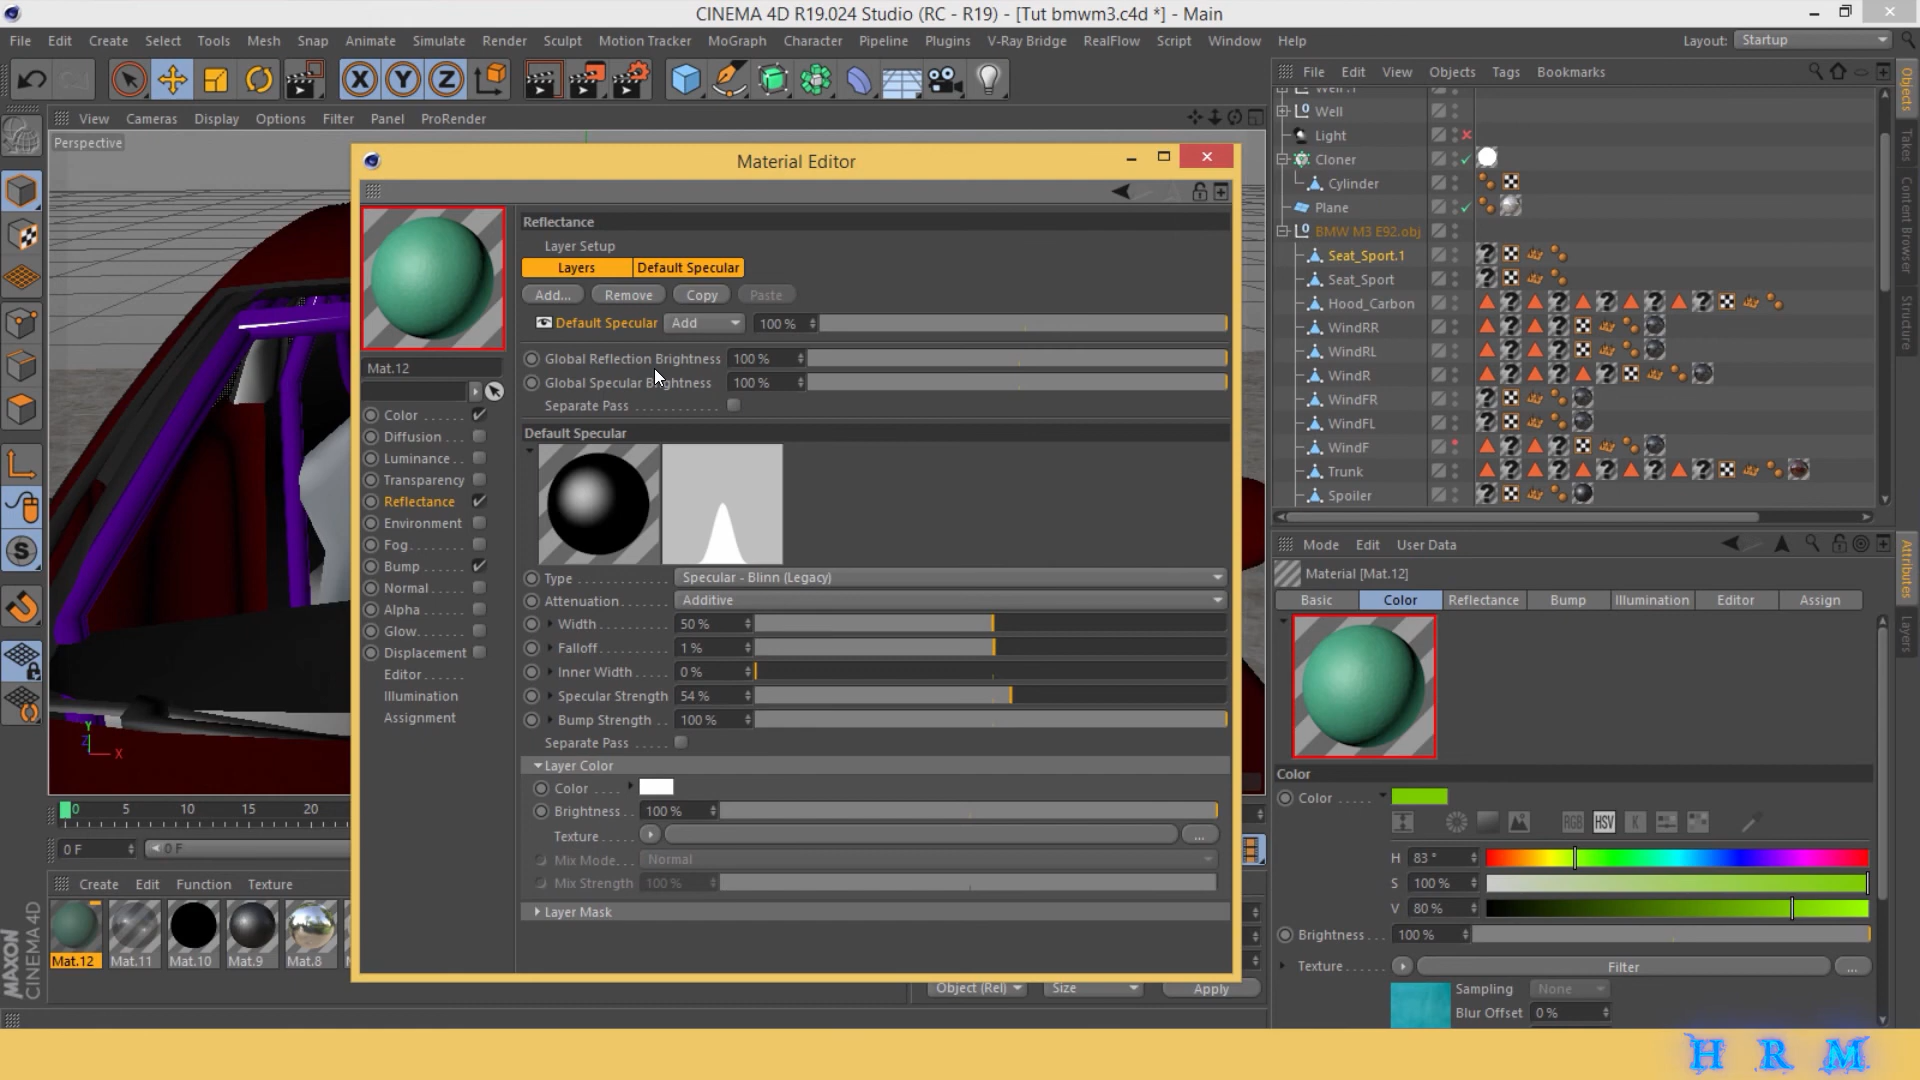 CINEMA 4D R19.024 Studio (RC - R19) - [Tut bmwm3.c4d *] - Main
File Edit Create Select Tools Mesh Snap Animate Simulate Render Sculpt Motion Tracker MoGraph Character Pipeline Plugins V-Ray Bridge RealFlow Script Window Help
Layout: Startup
X Y Z
File Edit View Objects Tags Bookmarks
View Cameras Display Options Filter Panel ProRender
Perspective
Material Editor
Reflectance
Layer Setup
Layers Default Specular
Add... Remove Copy Paste
Default Specular Add 100 %
Global Reflection Brightness 100 %
Global Specular Brightness 100 %
Separate Pass
Default Specular
Type Specular - Blinn (Legacy)
Attenuation Additive
Width 50 %
Falloff 1 %
Inner Width 0 %
Specular Strength 54 %
Bump Strength 100 %
Separate Pass
Layer Color
Color
Brightness 100 %
Texture ...
Mix Mode Normal
Mix Strength 100 %
Layer Mask
Mat.12
Color
Diffusion
Luminance
Transparency
Reflectance
Environment
Fog
Bump
Normal
Alpha
Glow
Displacement
Editor
Illumination
Assignment
Well
Light
Cloner
Cylinder
Plane
BMW M3 E92.obj
Seat_Sport.1
Seat_Sport
Hood_Carbon
WindRR
WindRL
WindR
WindFR
WindFL
WindF
Trunk
Spoiler
Objects
Takes
Content Browser
Structure
Mode Edit User Data
Material [Mat.12]
Basic Color Reflectance Bump Illumination Editor Assign
Color
Color
RGB HSV K
H 83 °
S 100 %
V 80 %
Brightness 100 %
Texture Filter ...
Sampling None
Blur Offset 0 %
Attributes
Layers
Y
Z
X
0 5 10 15 20
0 F 0 F
Create Edit Function Texture
Mat.12 Mat.11 Mat.10 Mat.9 Mat.8
Object (Rel) Size Apply
MAXON
CINEMA 4D
H R M